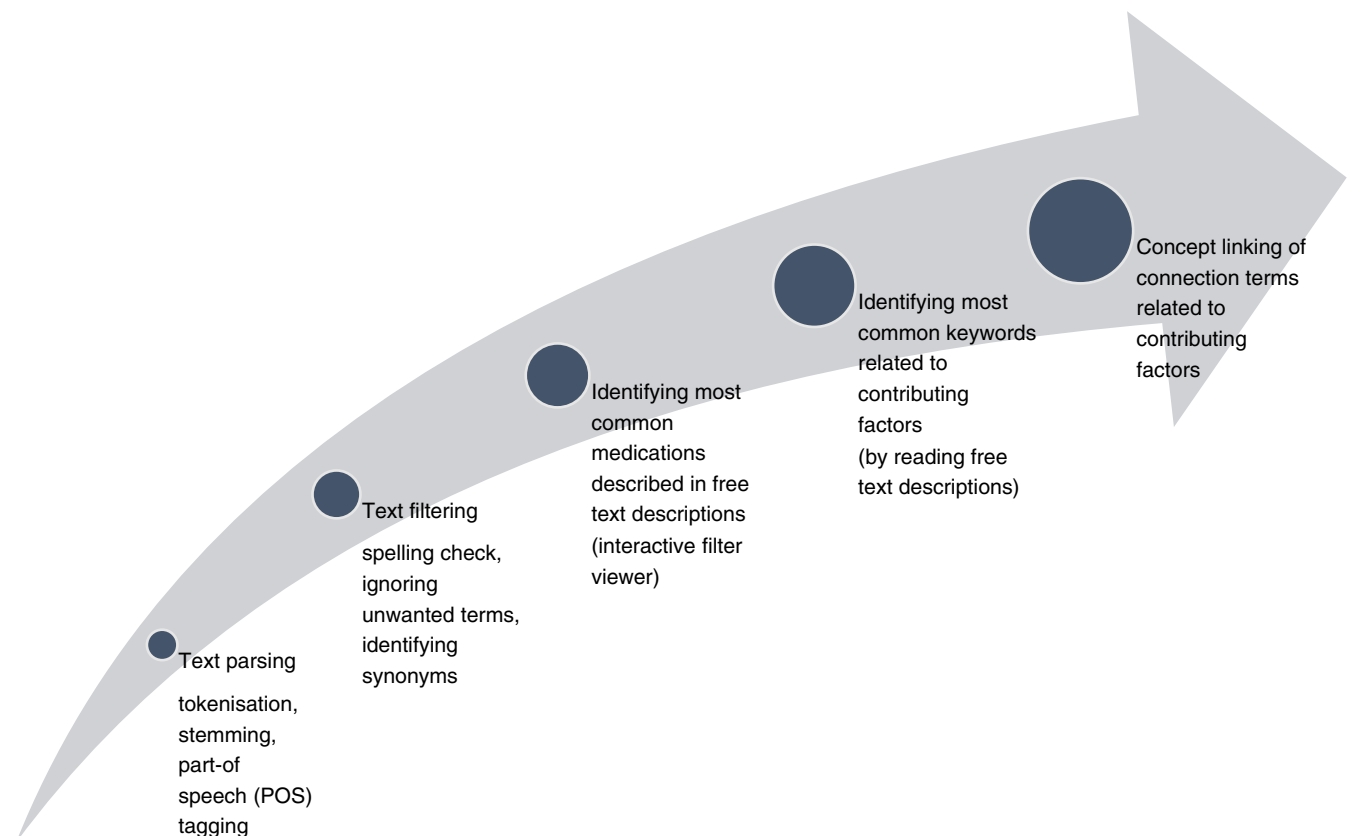 Text parsing
tokenisation,
stemming,
part-of
speech (POS)
tagging
Text filtering
spelling check,
ignoring
unwanted terms,
identifying
synonyms
Identifying most
common
medications
described in free
text descriptions
(interactive filter
viewer)
Identifying most
common keywords
related to
contributing
factors
(by reading free
text descriptions)
Concept linking of
connection terms
related to
contributing
factors